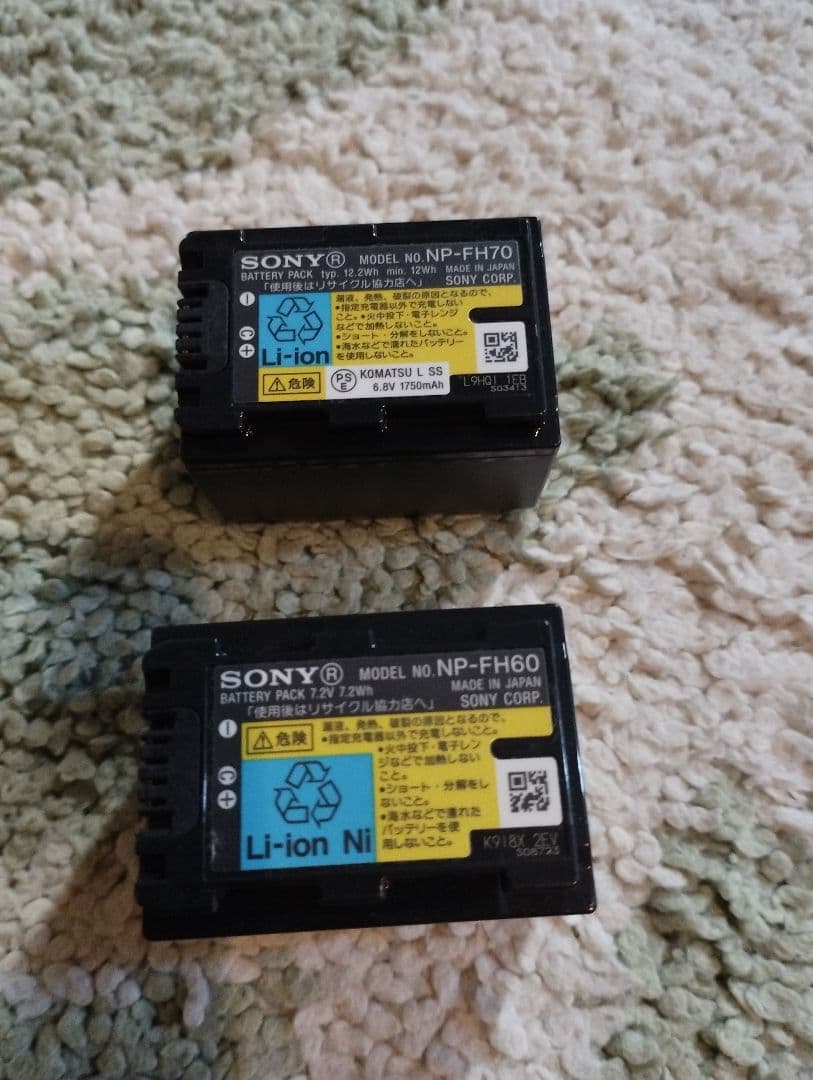 SONY® MODEL NO. NP-FH70
BATTERY PACK typ. 12.2Wh min. 12Wh MADE IN JAPAN
「使用後はリサイクル協力店へ」 SONY CORP.
漏液、発熱、破裂の原因となるので、
•指定充電器以外で充電しない
こと。•火中投下・電子レンジ
などで加熱しないこと。
•ショート・分解をしないこと。
•海水などで濡れたバッテリー
を使用しないこと。
Li-ion
⚠危険
PSE KOMATSU L SS
6.8V 1750mAh
L9HQ1 1EB
S03413
− C +
SONY® MODEL NO. NP-FH60
BATTERY PACK 7.2V 7.2Wh MADE IN JAPAN
「使用後はリサイクル協力店へ」 SONY CORP.
⚠危険
漏液、発熱、破裂の原因となるので、
•指定充電器以外で充電しないこと。
•火中投下・電子レン
ジなどで加熱しない
こと。
•ショート・分解をし
ないこと。
•海水などで濡れた
バッテリーを使
用しないこと。
Li-ion Ni
K918X 2EV
S08723
− C +